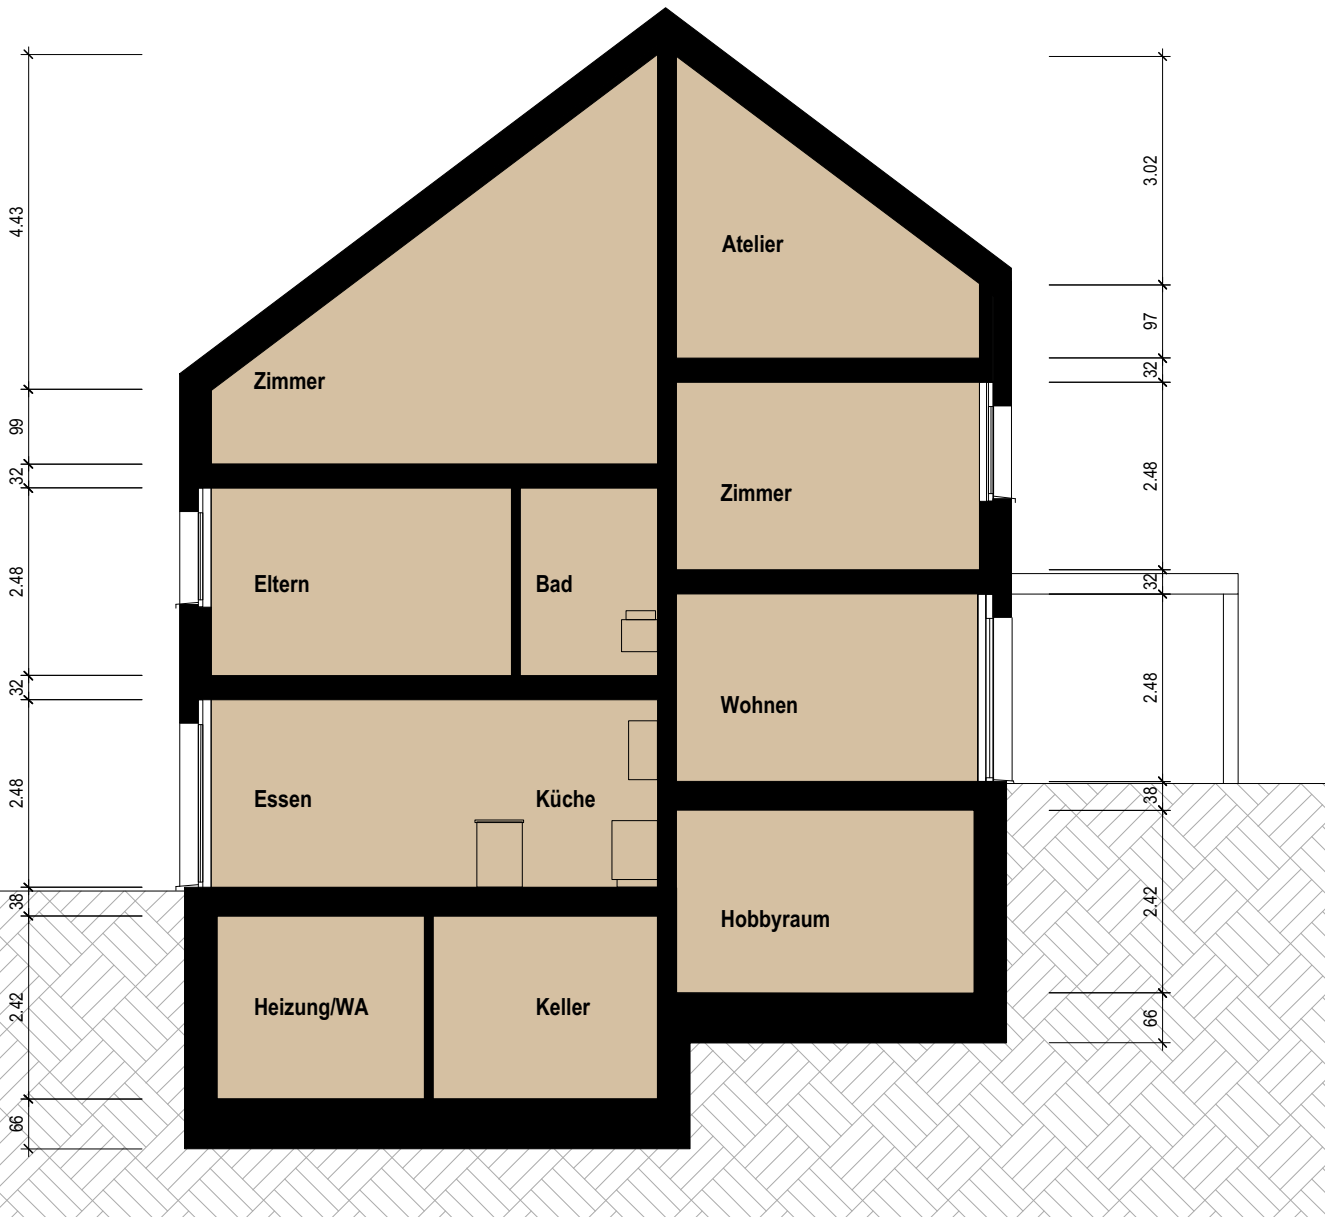 4.43
99
32
2.48
32
2.48
38
2.42
66
Zimmer
Eltern
Bad
Essen
Küche
Heizung/WA
Keller
Atelier
Zimmer
Wohnen
Hobbyraum
3.02
97
32
2.48
32
2.48
38
2.42
66